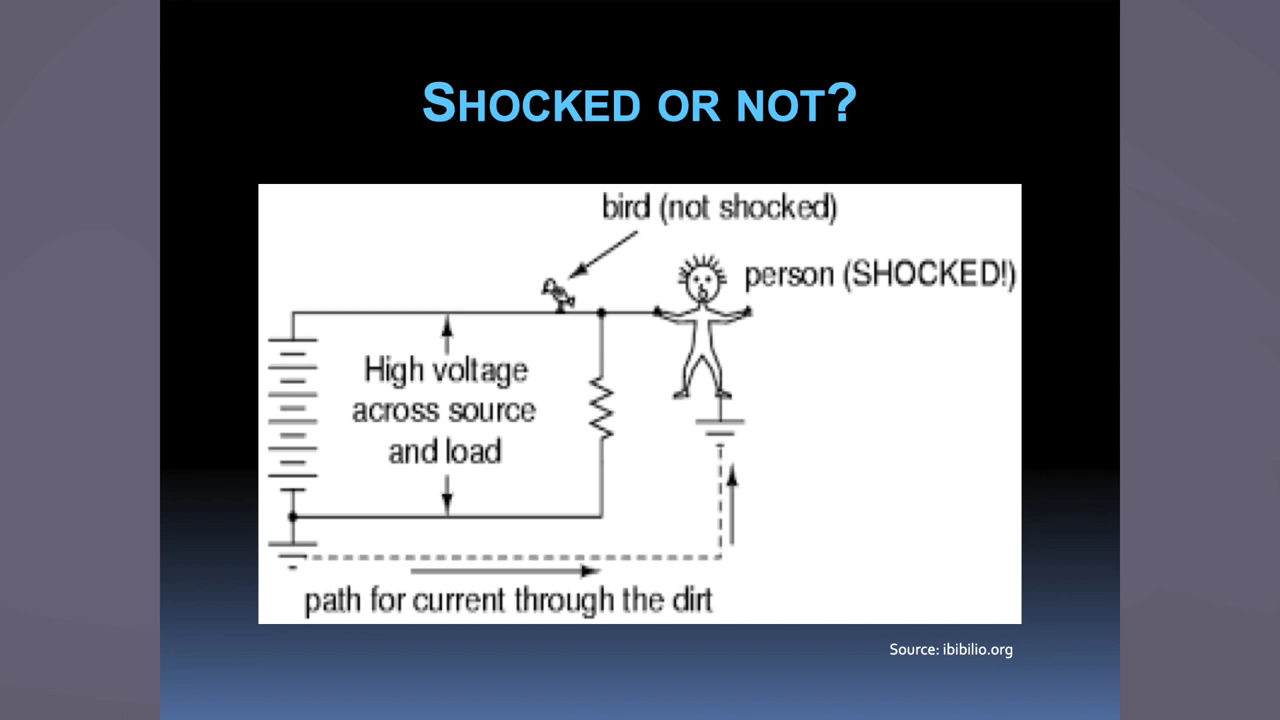 SHOCKED OR NOT?
bird (not shocked)
person (SHOCKED!)
High voltage
across source
and load
path for current through the dirt
Source: ibibilio.org